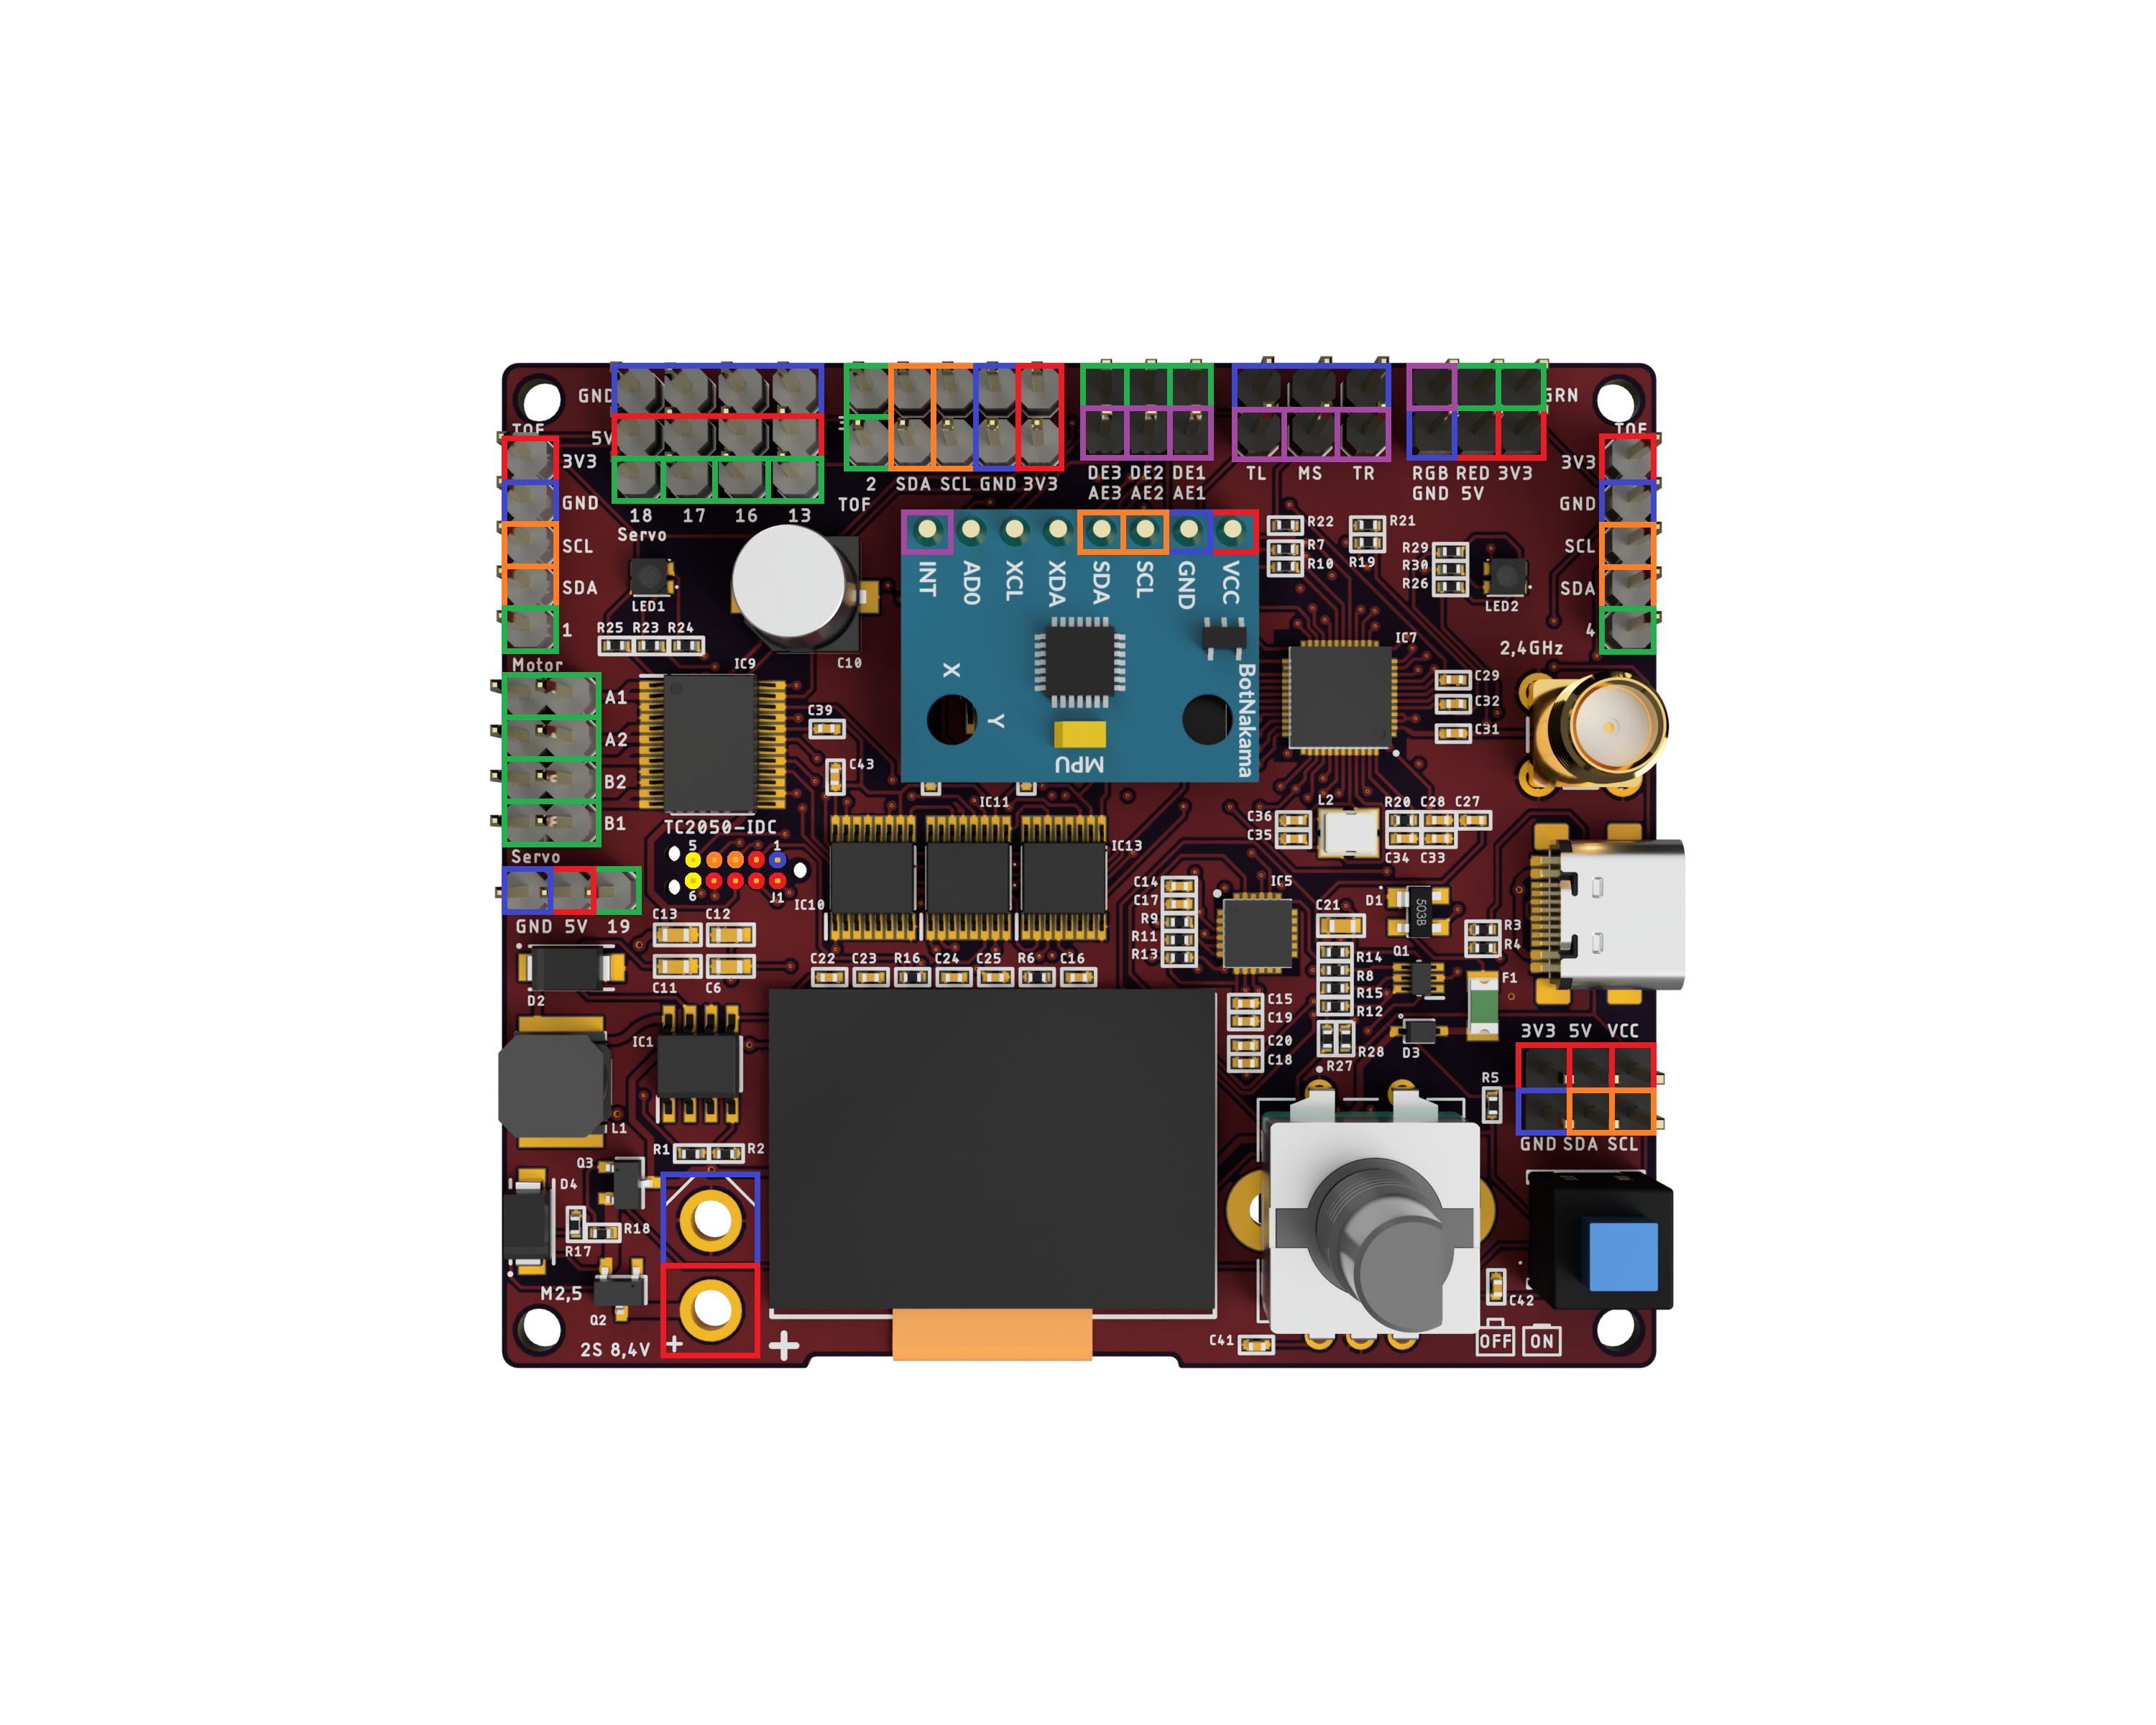 GND
5V
18 17 16 13
Servo
3
2
TOF
SDA SCL GND 3V3
DE3 DE2 DE1
AE3 AE2 AE1
TL MS TR
RGB RED 3V3
GND 5V
GRN
TOF
3V3
GND
SCL
SDA
1
TOF
3V3
GND
SCL
SDA
4
2,4GHz
LED1
R25 R23 R24
IC9
C10
INT AD0 XCL XDA SDA SCL GND VCC
X
Y
MPU
BotNakama
R22
R7
R10
R21
R19
R29
R30
R26
LED2
IC7
C29
C32
C31
Motor
A1
A2
B2
B1
C39
C43
IC11
IC13
IC10
TC2050-IDC
5 1
6 J1
Servo
GND 5V 19
C13 C12
C11 C6
D2
L2
C36
C35
R20 C28 C27
C34 C33
IC5
C14
C17
R9
R11
R13
C21
D1
503B
Q1
R3
R4
F1
R14
R8
R15
R12
R28
R27
D3
C15
C19
C20
C18
C22 C23 R16 C24 C25 R6 C16
IC1
L1
R1 R2
Q3
D4
R18
R17
M2,5
Q2
2S 8,4V
+
+
3V3 5V VCC
GND SDA SCL
R5
C42
C41
OFF ON